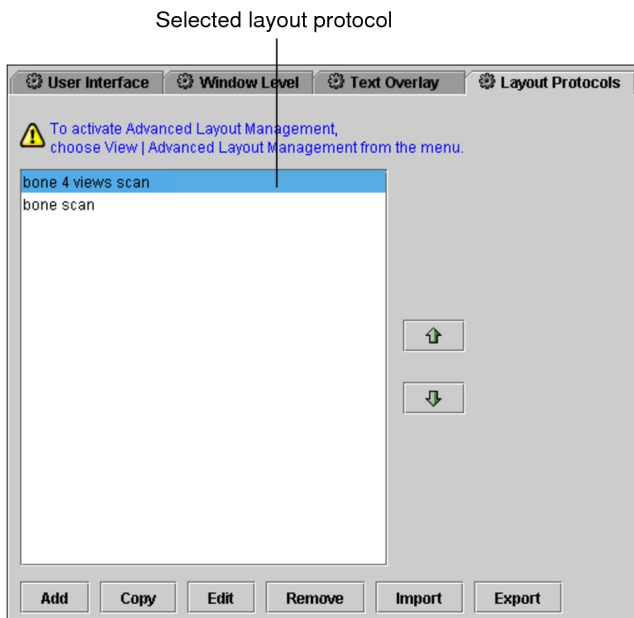 Selected layout protocol
User Interface Window Level Text Overlay Layout Protocols
To activate Advanced Layout Management,
choose View | Advanced Layout Management from the menu.
bone 4 views scan
bone scan
Add Copy Edit Remove Import Export